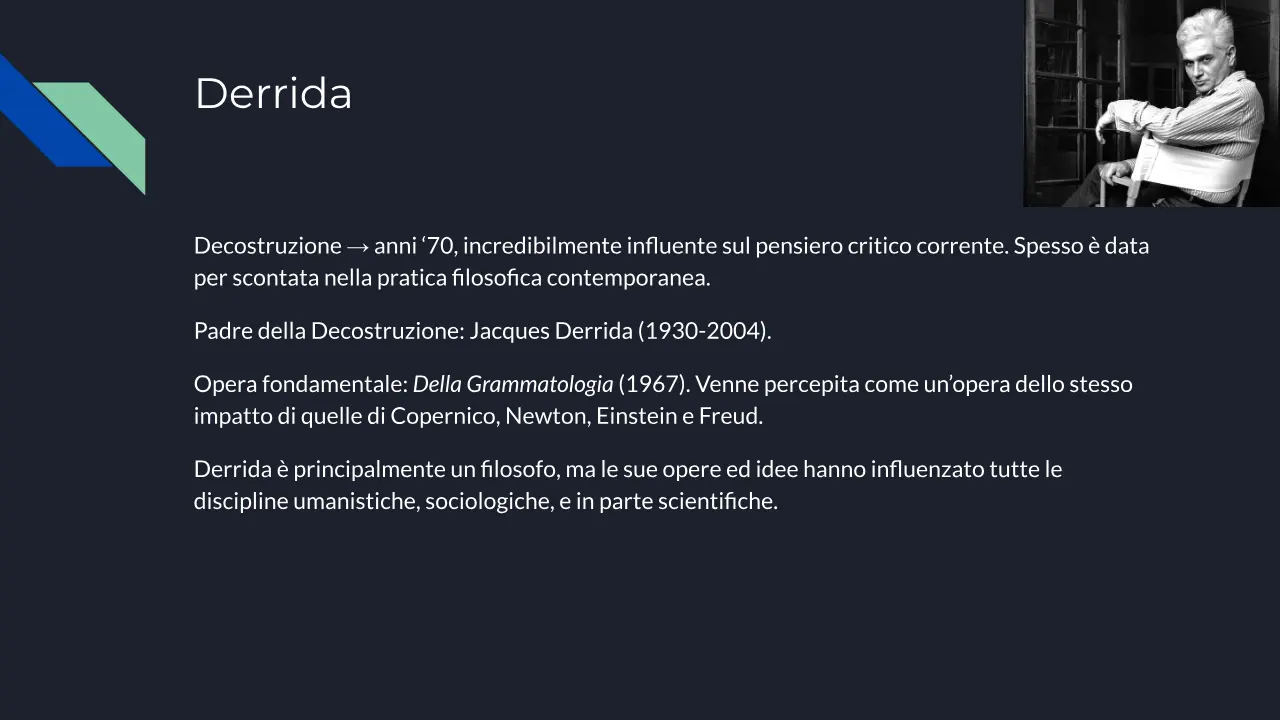 Derrida
Decostruzione → anni ‘70, incredibilmente influente sul pensiero critico corrente. Spesso è data
per scontata nella pratica filosofica contemporanea.
Padre della Decostruzione: Jacques Derrida (1930-2004).
Opera fondamentale: Della Grammatologia (1967). Venne percepita come un’opera dello stesso
impatto di quelle di Copernico, Newton, Einstein e Freud.
Derrida è principalmente un filosofo, ma le sue opere ed idee hanno influenzato tutte le
discipline umanistiche, sociologiche, e in parte scientifiche.